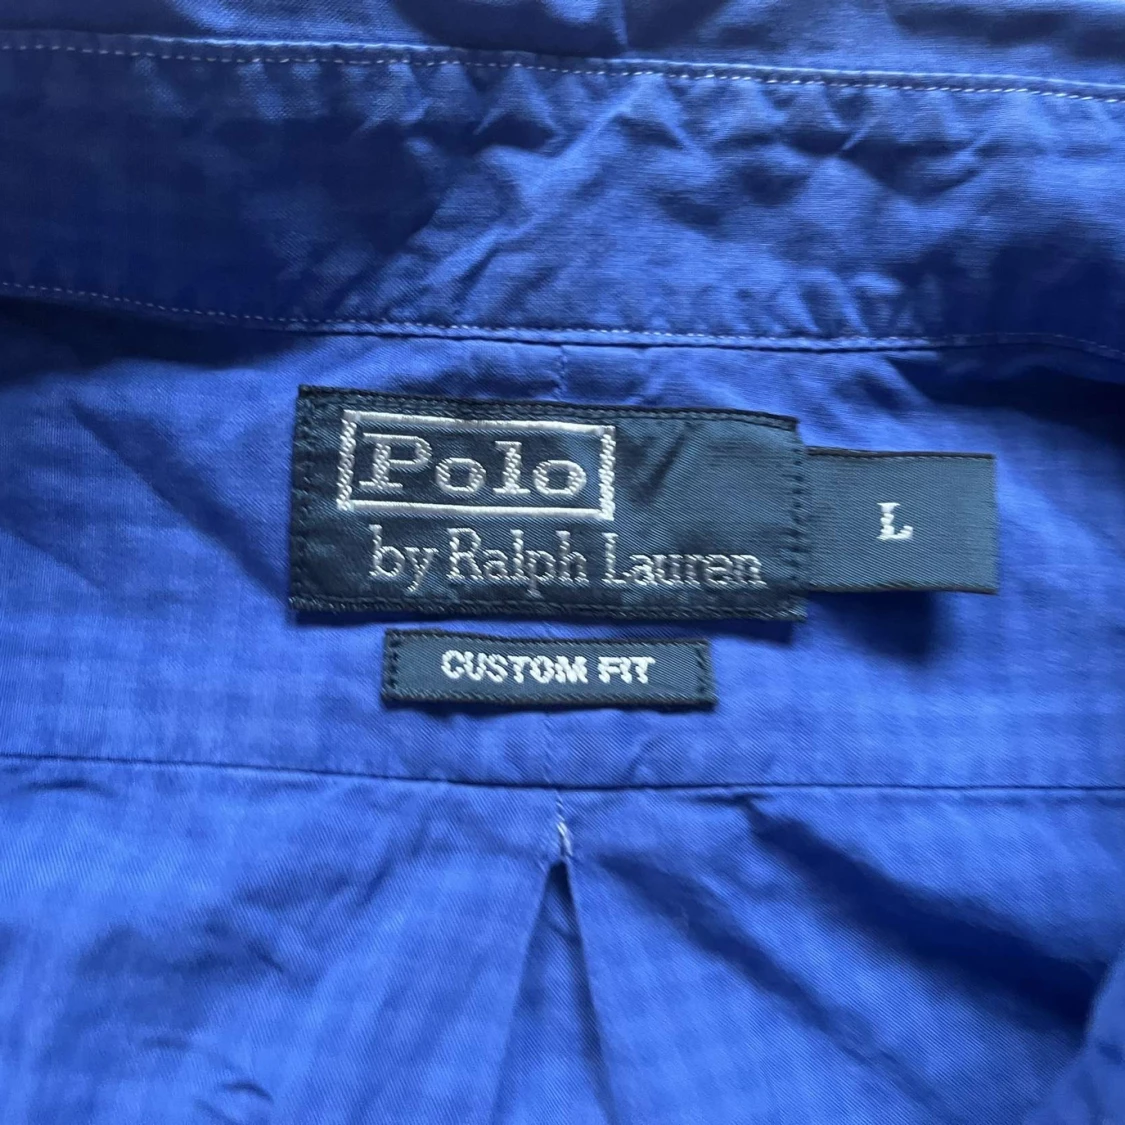 Polo
by Ralph Lauren
L
CUSTOM FIT